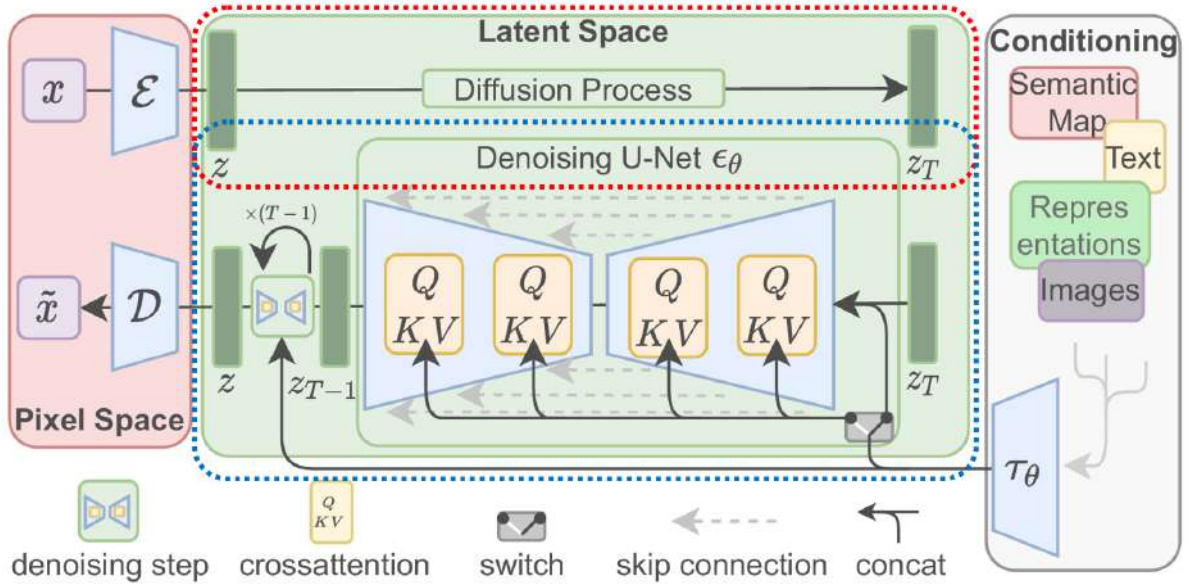 Latent Space
Conditioning
x
ℰ
Diffusion Process
Semantic
Map
Text
z
Denoising U-Net ϵ_θ
z_T
Repres
entations
×(T−1)
Images
x̃
𝒟
Q
KV
Q
KV
Q
KV
Q
KV
z
z_{T−1}
z_T
Pixel Space
τ_θ
Q
KV
denoising step
crossattention
switch
skip connection
concat